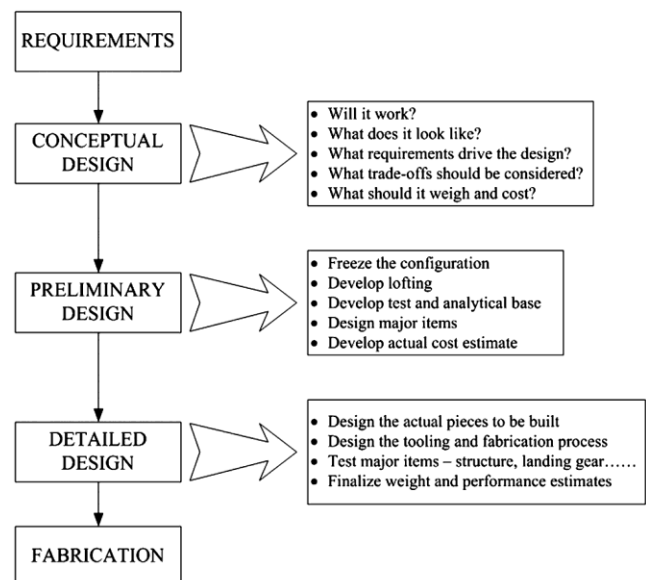 REQUIREMENTS
CONCEPTUAL
DESIGN
• Will it work?
• What does it look like?
• What requirements drive the design?
• What trade-offs should be considered?
• What should it weigh and cost?
PRELIMINARY
DESIGN
• Freeze the configuration
• Develop lofting
• Develop test and analytical base
• Design major items
• Develop actual cost estimate
DETAILED
DESIGN
• Design the actual pieces to be built
• Design the tooling and fabrication process
• Test major items – structure, landing gear……
• Finalize weight and performance estimates
FABRICATION